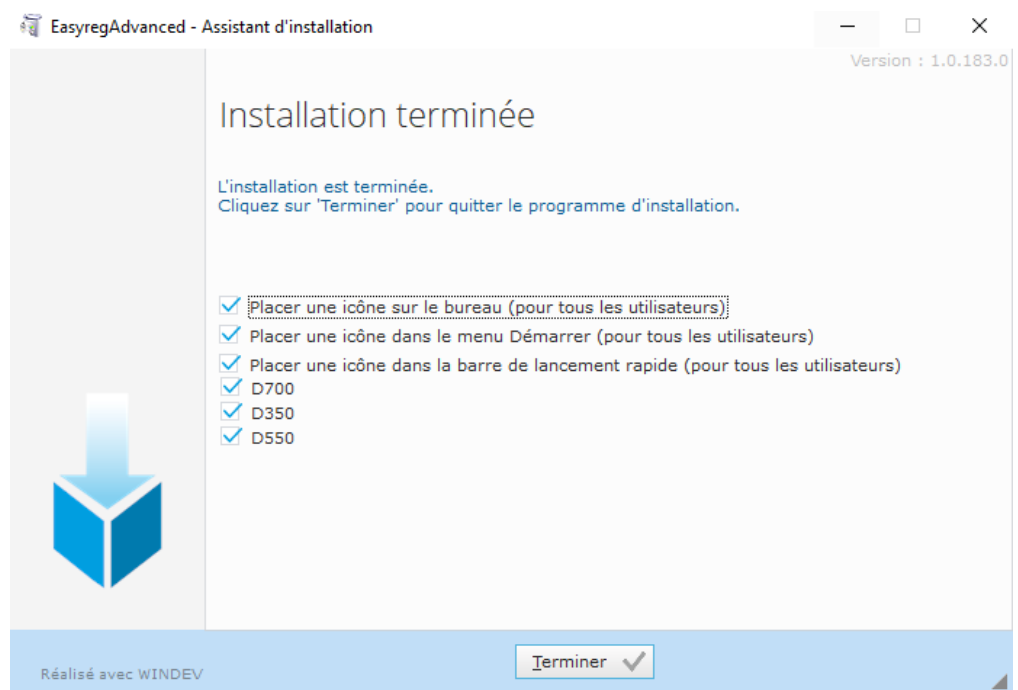 EasyregAdvanced - Assistant d'installation
Version : 1.0.183.0
Installation terminée
L'installation est terminée.
Cliquez sur 'Terminer' pour quitter le programme d'installation.
Placer une icône sur le bureau (pour tous les utilisateurs)
Placer une icône dans le menu Démarrer (pour tous les utilisateurs)
Placer une icône dans la barre de lancement rapide (pour tous les utilisateurs)
D700
D350
D550
Terminer
Réalisé avec WINDEV